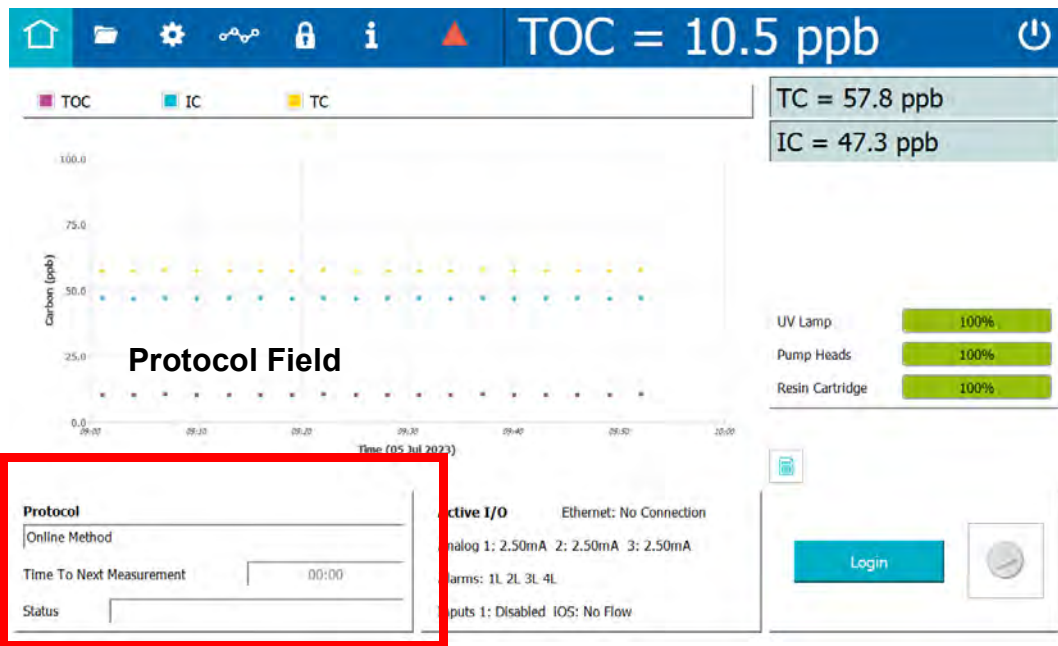 TOC = 10.5 ppb
TOC IC TC
TC = 57.8 ppb
IC = 47.3 ppb
100.0
75.0
50.0
25.0
0.0
Carbon (ppb)
Protocol Field
09:00 09:10 09:20 09:30 09:40 09:50 10:00
Time (05 Jul 2023)
UV Lamp 100%
Pump Heads 100%
Resin Cartridge 100%
Protocol
Online Method
Time To Next Measurement 00:00
Status
ctive I/O Ethernet: No Connection
nalog 1: 2.50mA 2: 2.50mA 3: 2.50mA
larms: 1L 2L 3L 4L
nputs 1: Disabled iOS: No Flow
Login